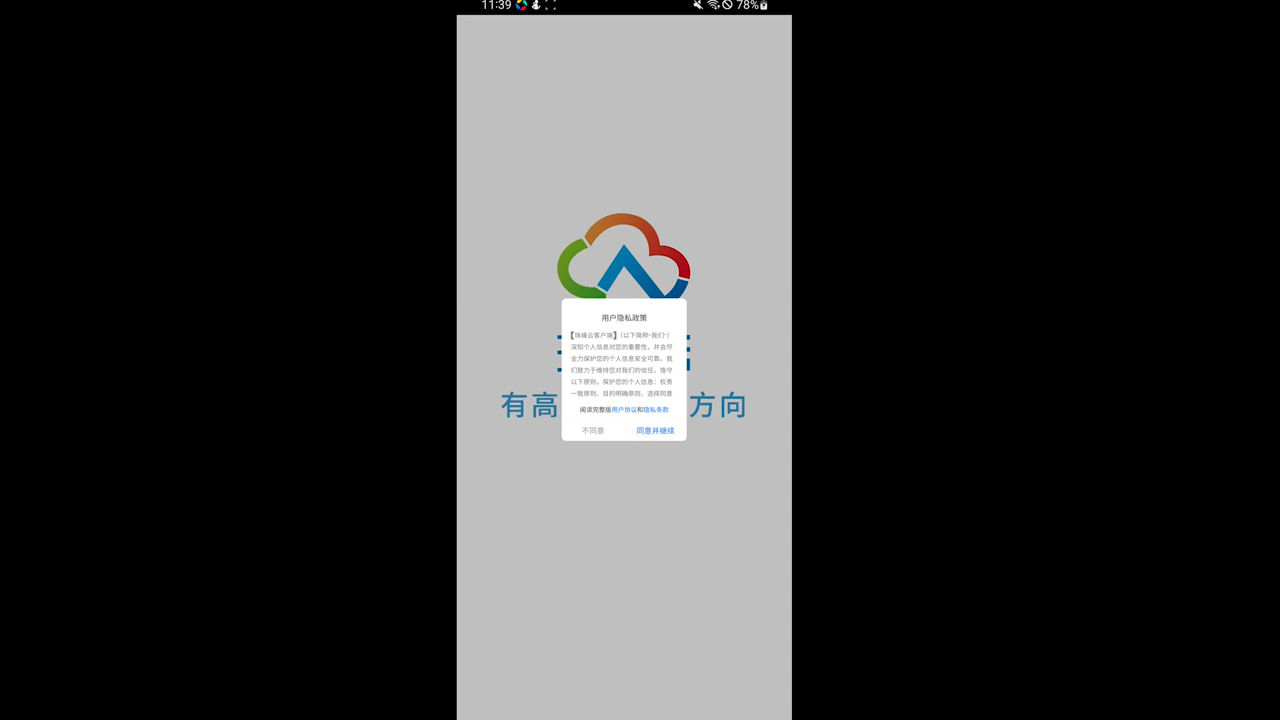 11:39
78%
用户隐私政策
【珠峰云客户端】（以下简称“我们”）
深知个人信息对您的重要性，并会尽
全力保护您的个人信息安全可靠。我
们致力于维持您对我们的信任，恪守
以下原则，保护您的个人信息：权责
一致原则、目的明确原则、选择同意
有高 方向
阅读完整版用户协议和隐私条款
不同意 同意并继续